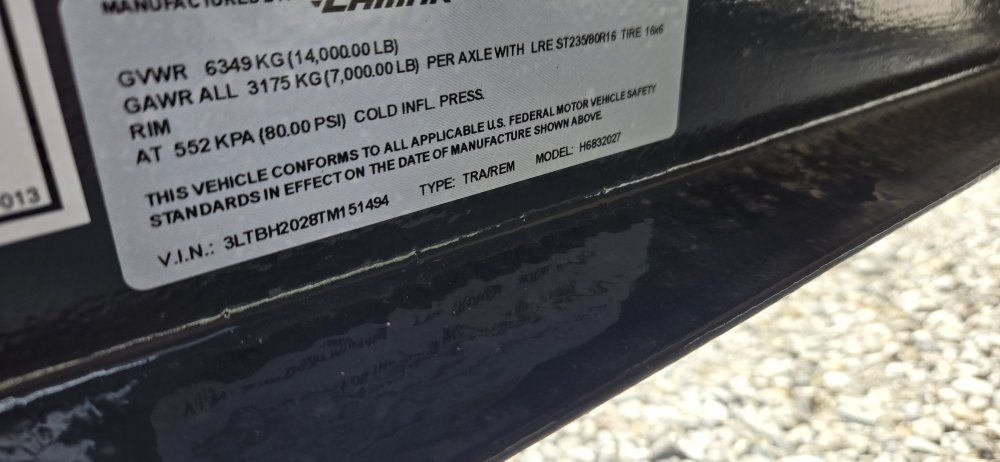 MANUFACTURED BY
GVWR 6349 KG (14,000.00 LB)
GAWR ALL 3175 KG (7,000.00 LB) PER AXLE WITH LRE ST235/80R16 TIRE 16x6
RIM
AT 552 KPA (80.00 PSI) COLD INFL. PRESS.
THIS VEHICLE CONFORMS TO ALL APPLICABLE U.S. FEDERAL MOTOR VEHICLE SAFETY
STANDARDS IN EFFECT ON THE DATE OF MANUFACTURE SHOWN ABOVE.
V.I.N.: 3LTBH2028TM151494 TYPE: TRA/REM MODEL: H6832027
013